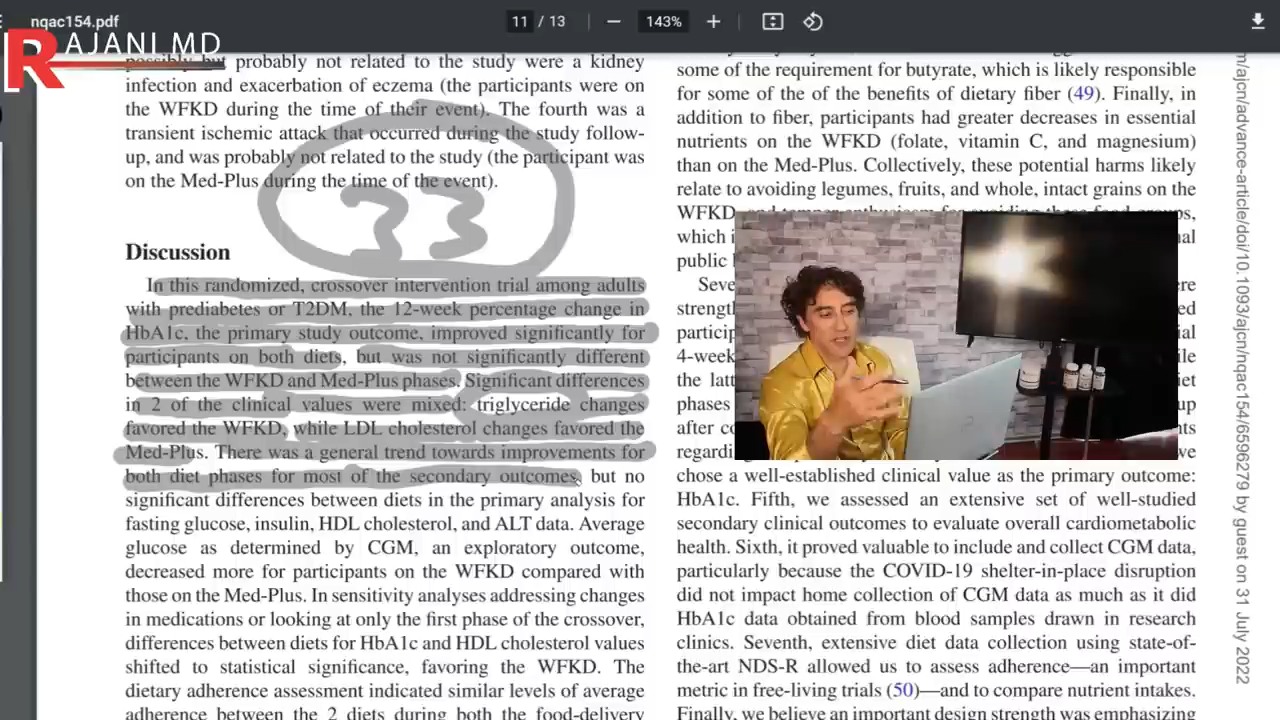 nqac154.pdf
11 / 13
143%
RAJANI MD
possibly but probably not related to the study were a kidney
infection and exacerbation of eczema (the participants were on
the WFKD during the time of their event). The fourth was a
transient ischemic attack that occurred during the study follow-
up, and was probably not related to the study (the participant was
on the Med-Plus during the time of the event).
33
Discussion
In this randomized, crossover intervention trial among adults
with prediabetes or T2DM, the 12-week percentage change in
HbA1c, the primary study outcome, improved significantly for
participants on both diets, but was not significantly different
between the WFKD and Med-Plus phases. Significant differences
in 2 of the clinical values were mixed: triglyceride changes
favored the WFKD, while LDL cholesterol changes favored the
Med-Plus. There was a general trend towards improvements for
both diet phases for most of the secondary outcomes, but no
significant differences between diets in the primary analysis for
fasting glucose, insulin, HDL cholesterol, and ALT data. Average
glucose as determined by CGM, an exploratory outcome,
decreased more for participants on the WFKD compared with
those on the Med-Plus. In sensitivity analyses addressing changes
in medications or looking at only the first phase of the crossover,
differences between diets for HbA1c and HDL cholesterol values
shifted to statistical significance, favoring the WFKD. The
dietary adherence assessment indicated similar levels of average
adherence between the 2 diets during both the food-delivery
some of the requirement for butyrate, which is likely responsible
for some of the of the benefits of dietary fiber (49). Finally, in
addition to fiber, participants had greater decreases in essential
nutrients on the WFKD (folate, vitamin C, and magnesium)
than on the Med-Plus. Collectively, these potential harms likely
relate to avoiding legumes, fruits, and whole, intact grains on the
WFKD, and temper enthusiasm for avoiding these food groups,
which
public
strength
4-week
the latt
phases
after
regarding
we
chose a well-established clinical value as the primary outcome:
HbA1c. Fifth, we assessed an extensive set of well-studied
secondary clinical outcomes to evaluate overall cardiometabolic
health. Sixth, it proved valuable to include and collect CGM data,
particularly because the COVID-19 shelter-in-place disruption
did not impact home collection of CGM data as much as it did
HbA1c data obtained from blood samples drawn in research
clinics. Seventh, extensive diet data collection using state-of-
the-art NDS-R allowed us to assess adherence—an important
metric in free-living trials (50)—and to compare nutrient intakes.
Finally, we believe an important design strength was emphasizing
m/ajcn/advance-article/doi/10.1093/ajcn/nqac154/6596279 by guest on 31 July 2022